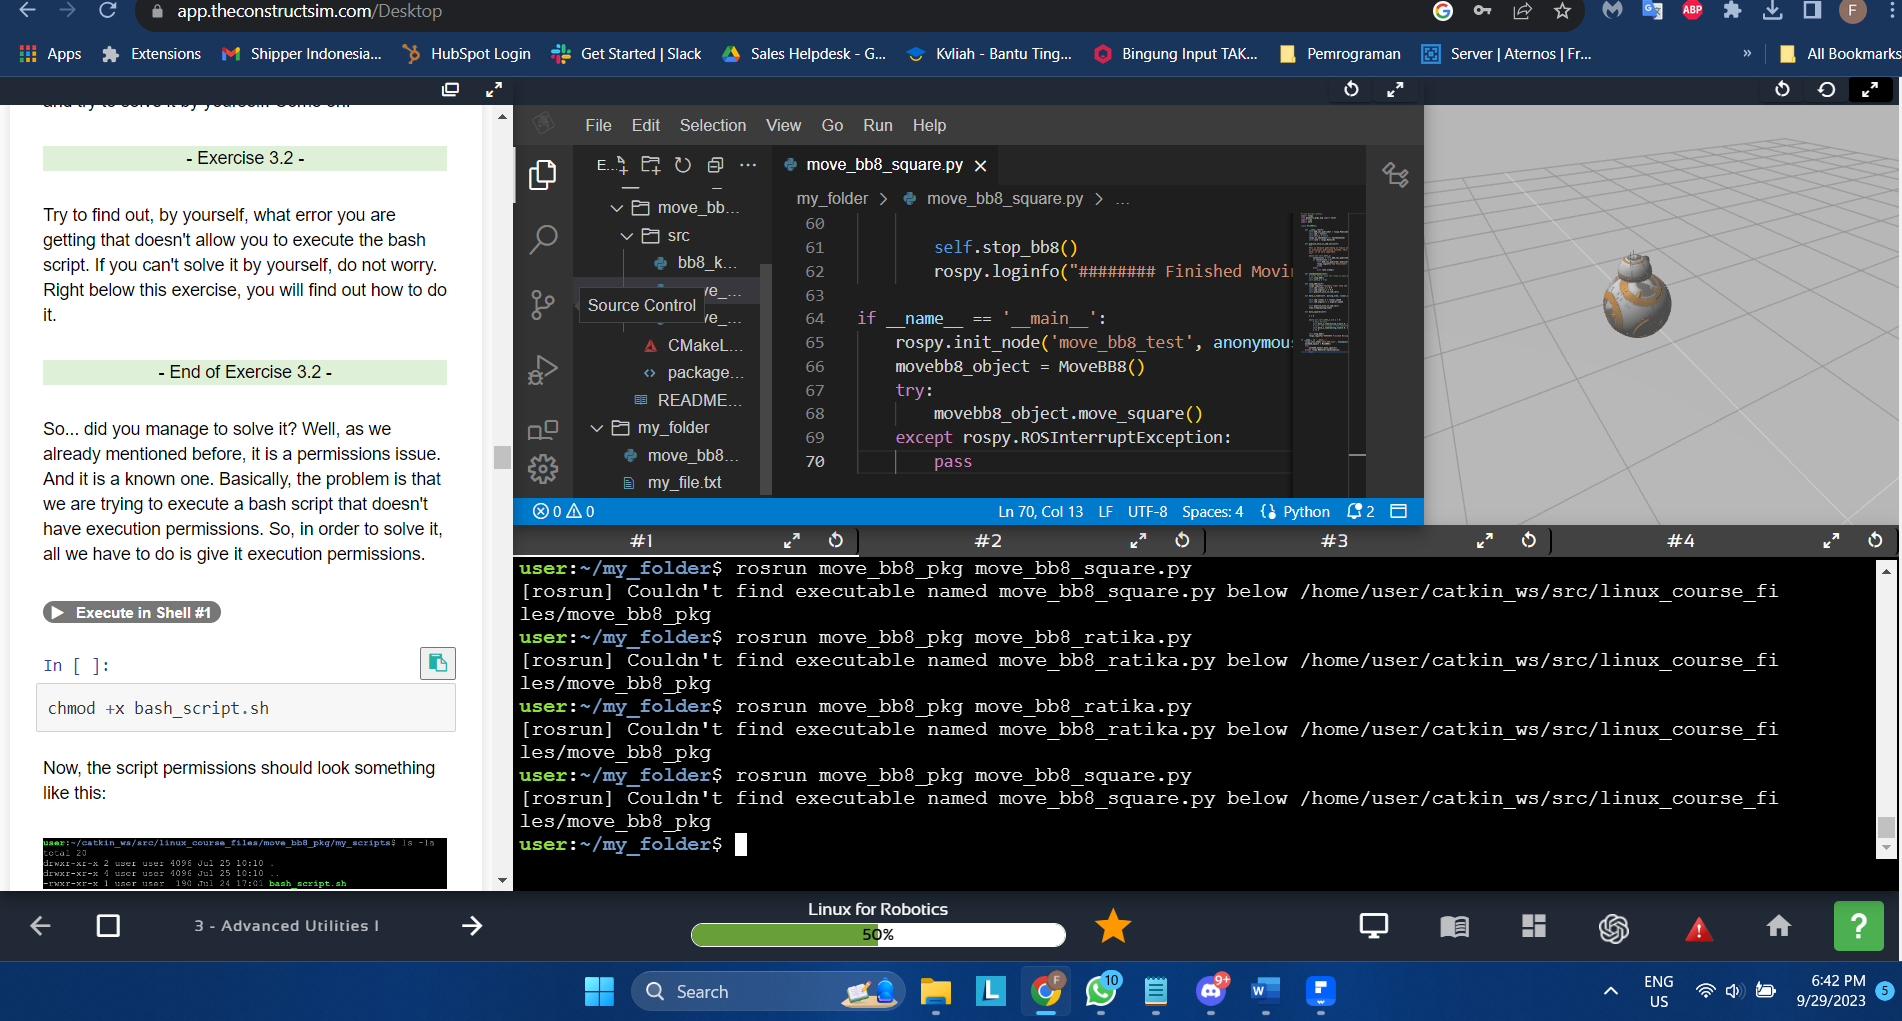 app.theconstructsim.com/Desktop
F
Apps
Extensions
Shipper Indonesia...
HubSpot Login
Get Started | Slack
Sales Helpdesk - G...
Kvliah - Bantu Ting...
Bingung Input TAK...
Pemrograman
Server | Aternos | Fr...
»
All Bookmarks
- Exercise 3.2 -
Try to find out, by yourself, what error you are
getting that doesn't allow you to execute the bash
script. If you can't solve it by yourself, do not worry.
Right below this exercise, you will find out how to do
it.
- End of Exercise 3.2 -
So... did you manage to solve it? Well, as we
already mentioned before, it is a permissions issue.
And it is a known one. Basically, the problem is that
we are trying to execute a bash script that doesn't
have execution permissions. So, in order to solve it,
all we have to do is give it execution permissions.
Execute in Shell #1
In [ ]:
chmod +x bash_script.sh
Now, the script permissions should look something
like this:
user:~/catkin_ws/src/linux_course_files/move_bb8_pkg/my_scripts$ ls -la
total 20
drwxr-xr-x 2 user user 4096 Jul 25 10:10 .
drwxr-xr-x 4 user user 4096 Jul 25 10:10 ..
-rwxr-xr-x 1 user user 190 Jul 24 17:01 bash_script.sh
File Edit Selection View Go Run Help
E...
move_bb...
src
bb8_k...
ve_...
Source Control
ve_...
CMakeL...
package...
README...
my_folder
move_bb8...
my_file.txt
move_bb8_square.py
my_folder > move_bb8_square.py > ...
60
61 self.stop_bb8()
62 rospy.loginfo("######## Finished Movi
63
64 if __name__ == '__main__':
65 rospy.init_node('move_bb8_test', anonymou
66 movebb8_object = MoveBB8()
67 try:
68 movebb8_object.move_square()
69 except rospy.ROSInterruptException:
70 pass
0 0
Ln 70, Col 13 LF UTF-8 Spaces: 4 Python 2
#1 #2 #3 #4
user:~/my_folder$ rosrun move_bb8_pkg move_bb8_square.py
[rosrun] Couldn't find executable named move_bb8_square.py below /home/user/catkin_ws/src/linux_course_fi
les/move_bb8_pkg
user:~/my_folder$ rosrun move_bb8_pkg move_bb8_ratika.py
[rosrun] Couldn't find executable named move_bb8_ratika.py below /home/user/catkin_ws/src/linux_course_fi
les/move_bb8_pkg
user:~/my_folder$ rosrun move_bb8_pkg move_bb8_ratika.py
[rosrun] Couldn't find executable named move_bb8_ratika.py below /home/user/catkin_ws/src/linux_course_fi
les/move_bb8_pkg
user:~/my_folder$ rosrun move_bb8_pkg move_bb8_square.py
[rosrun] Couldn't find executable named move_bb8_square.py below /home/user/catkin_ws/src/linux_course_fi
les/move_bb8_pkg
user:~/my_folder$
3 - Advanced Utilities I
Linux for Robotics
50%
?
Search
L
F
10
9+
W
ENG
US
6:42 PM
9/29/2023
5
ABP